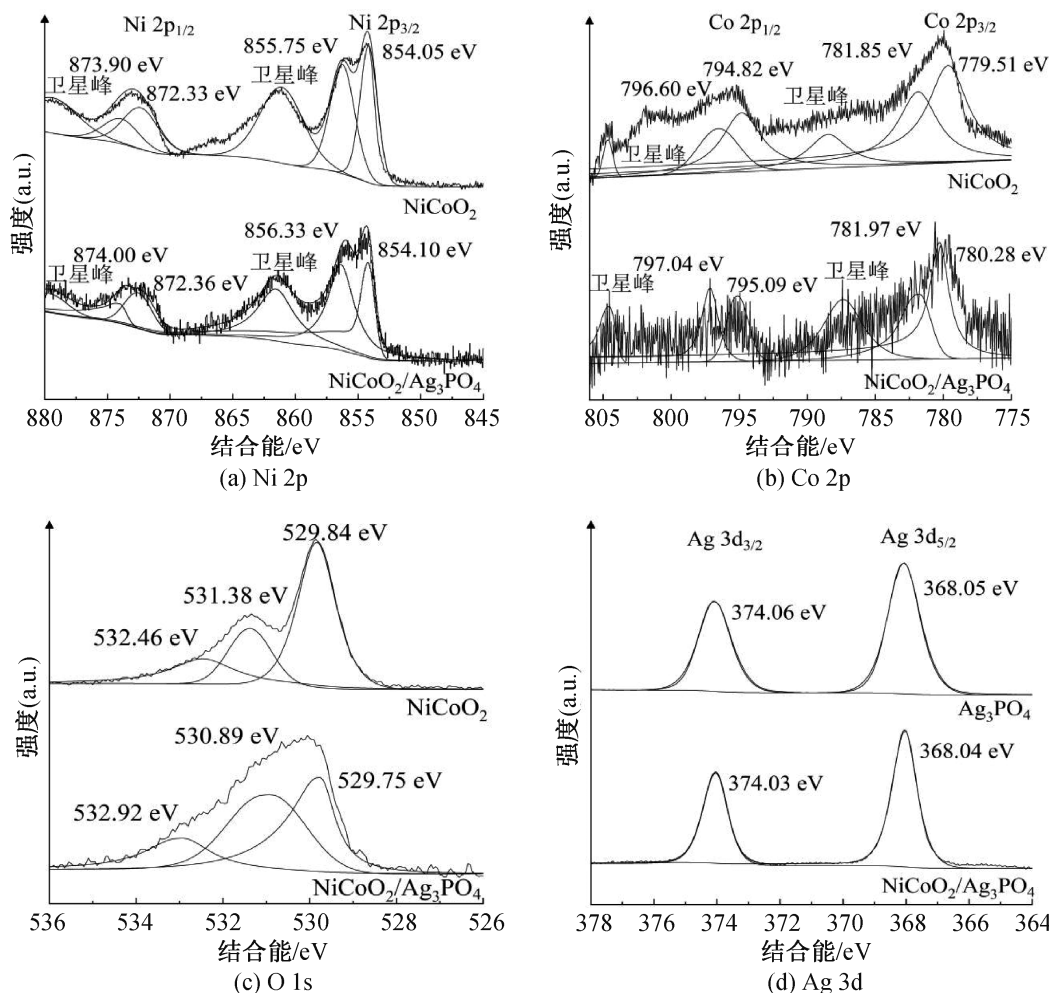 Ni 2p1/2
Ni 2p3/2
873.90 eV
卫星峰
872.33 eV
855.75 eV
卫星峰
854.05 eV
NiCoO2
874.00 eV
卫星峰
872.36 eV
856.33 eV
卫星峰
854.10 eV
NiCoO2/Ag3PO4
强度(a.u.)
880 875 870 865 860 855 850 845
结合能/eV
(a) Ni 2p
Co 2p1/2
Co 2p3/2
796.60 eV
794.82 eV
卫星峰
卫星峰
781.85 eV
779.51 eV
NiCoO2
卫星峰
797.04 eV
795.09 eV
卫星峰
781.97 eV
780.28 eV
NiCoO2/Ag3PO4
强度(a.u.)
805 800 795 790 785 780 775
结合能/eV
(b) Co 2p
529.84 eV
531.38 eV
532.46 eV
NiCoO2
530.89 eV
529.75 eV
532.92 eV
NiCoO2/Ag3PO4
强度(a.u.)
536 534 532 530 528 526
结合能/eV
(c) O 1s
Ag 3d3/2
Ag 3d5/2
374.06 eV
368.05 eV
Ag3PO4
374.03 eV
368.04 eV
NiCoO2/Ag3PO4
强度(a.u.)
378 376 374 372 370 368 366 364
结合能/eV
(d) Ag 3d